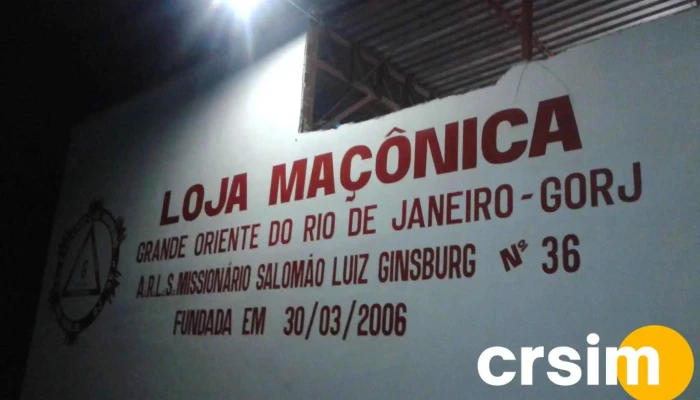 LOJA MAÇÔNICA
GRANDE ORIENTE DO RIO DE JANEIRO - GORJ
A.R.L.S. MISSIONÁRIO SALOMÃO LUIZ GINSBURG Nº 36
FUNDADA EM 30/03/2006
crsim